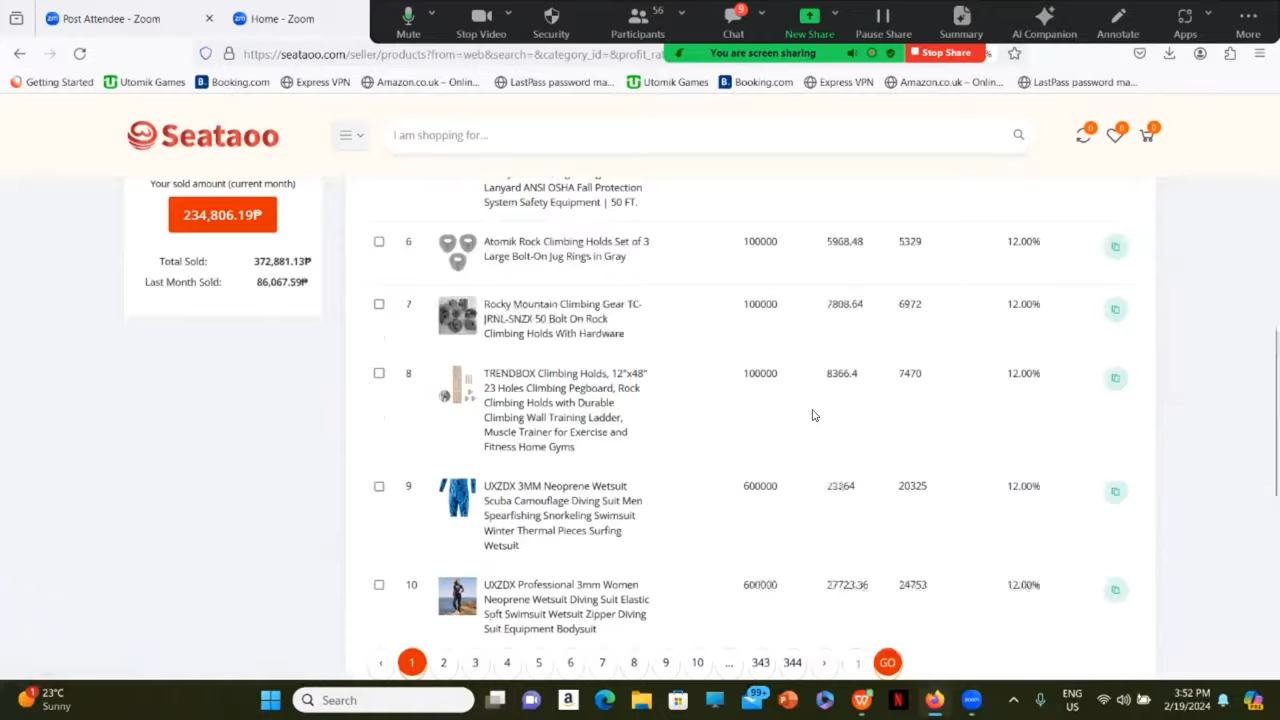 Post Attendee - Zoom
Home - Zoom
Mute
Stop Video
Security
56
Participants
9
Chat
New Share
Pause Share
Summary
AI Companion
Annotate
Apps
More
https://seataoo.com/seller/products?from=web&search=&category_id=&profit_rat
You are screen sharing
Stop Share
Getting Started
Utomik Games
Booking.com
Express VPN
Amazon.co.uk – Onlin...
LastPass password ma...
Utomik Games
Booking.com
Express VPN
Amazon.co.uk – Onlin...
LastPass password ma...
Seataoo
I am shopping for...
0
0
0
Your sold amount (current month)
234,806.19₱
Total Sold: 372,881.13₱
Last Month Sold: 86,067.59₱
Lanyard ANSI OSHA Fall Protection
System Safety Equipment | 50 FT.
6 Atomik Rock Climbing Holds Set of 3 100000 5968.48 5329 12.00%
Large Bolt-On Jug Rings in Gray
7 Rocky Mountain Climbing Gear TC- 100000 7808.64 6972 12.00%
JRNL-SNZX 50 Bolt On Rock
Climbing Holds With Hardware
8 TRENDBOX Climbing Holds, 12"x48" 100000 8366.4 7470 12.00%
23 Holes Climbing Pegboard, Rock
Climbing Holds with Durable
Climbing Wall Training Ladder,
Muscle Trainer for Exercise and
Fitness Home Gyms
9 UXZDX 3MM Neoprene Wetsuit 600000 20325 12.00%
Scuba Camouflage Diving Suit Men
Spearfishing Snorkeling Swimsuit
Winter Thermal Pieces Surfing
Wetsuit
10 UXZDX Professional 3mm Women 600000 27723.36 24753 12.00%
Neoprene Wetsuit Diving Suit Elastic
Soft Swimsuit Wetsuit Zipper Diving
Suit Equipment Bodysuit
‹ 1 2 3 4 5 6 7 8 9 10 ... 343 344 › 1 GO
1
23°C
Sunny
Search
99+
ENG
US
3:52 PM
2/19/2024